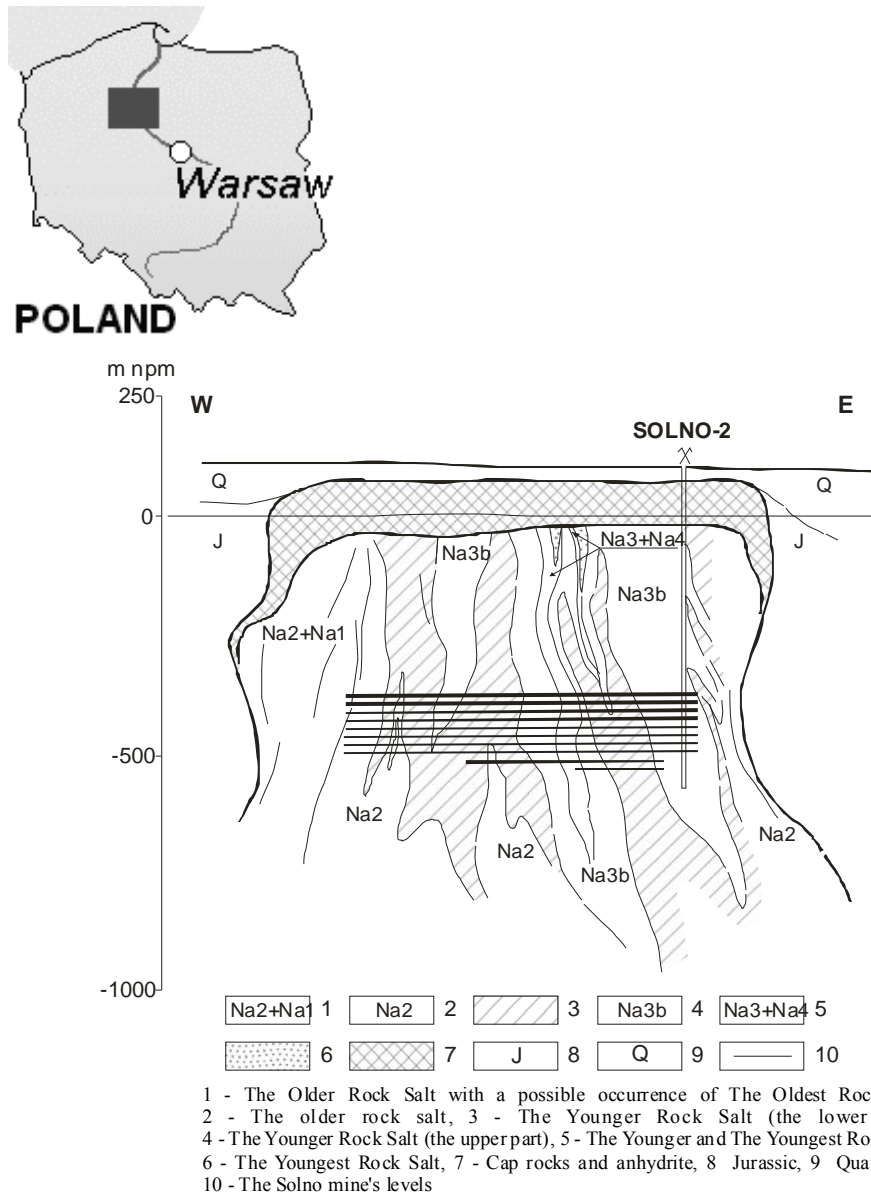 Warsaw
POLAND
m npm
250
W
E
SOLNO-2
Q
Q
0
J
Na3+Na4
J
Na3b
Na3b
Na2+Na1
-500
Na2
Na2
Na2
Na3b
-1000
Na2+Na1 1 Na2 2 3 Na3b 4 Na3+Na4 5
6 7 J 8 Q 9 10
1 - The Older Rock Salt with a possible occurrence of The Oldest Roc
2 - The older rock salt, 3 - The Younger Rock Salt (the lower
4 - The Younger Rock Salt (the upper part), 5 - The Younger and The Youngest Ro
6 - The Youngest Rock Salt, 7 - Cap rocks and anhydrite, 8 Jurassic, 9 Qua
10 - The Solno mine's levels